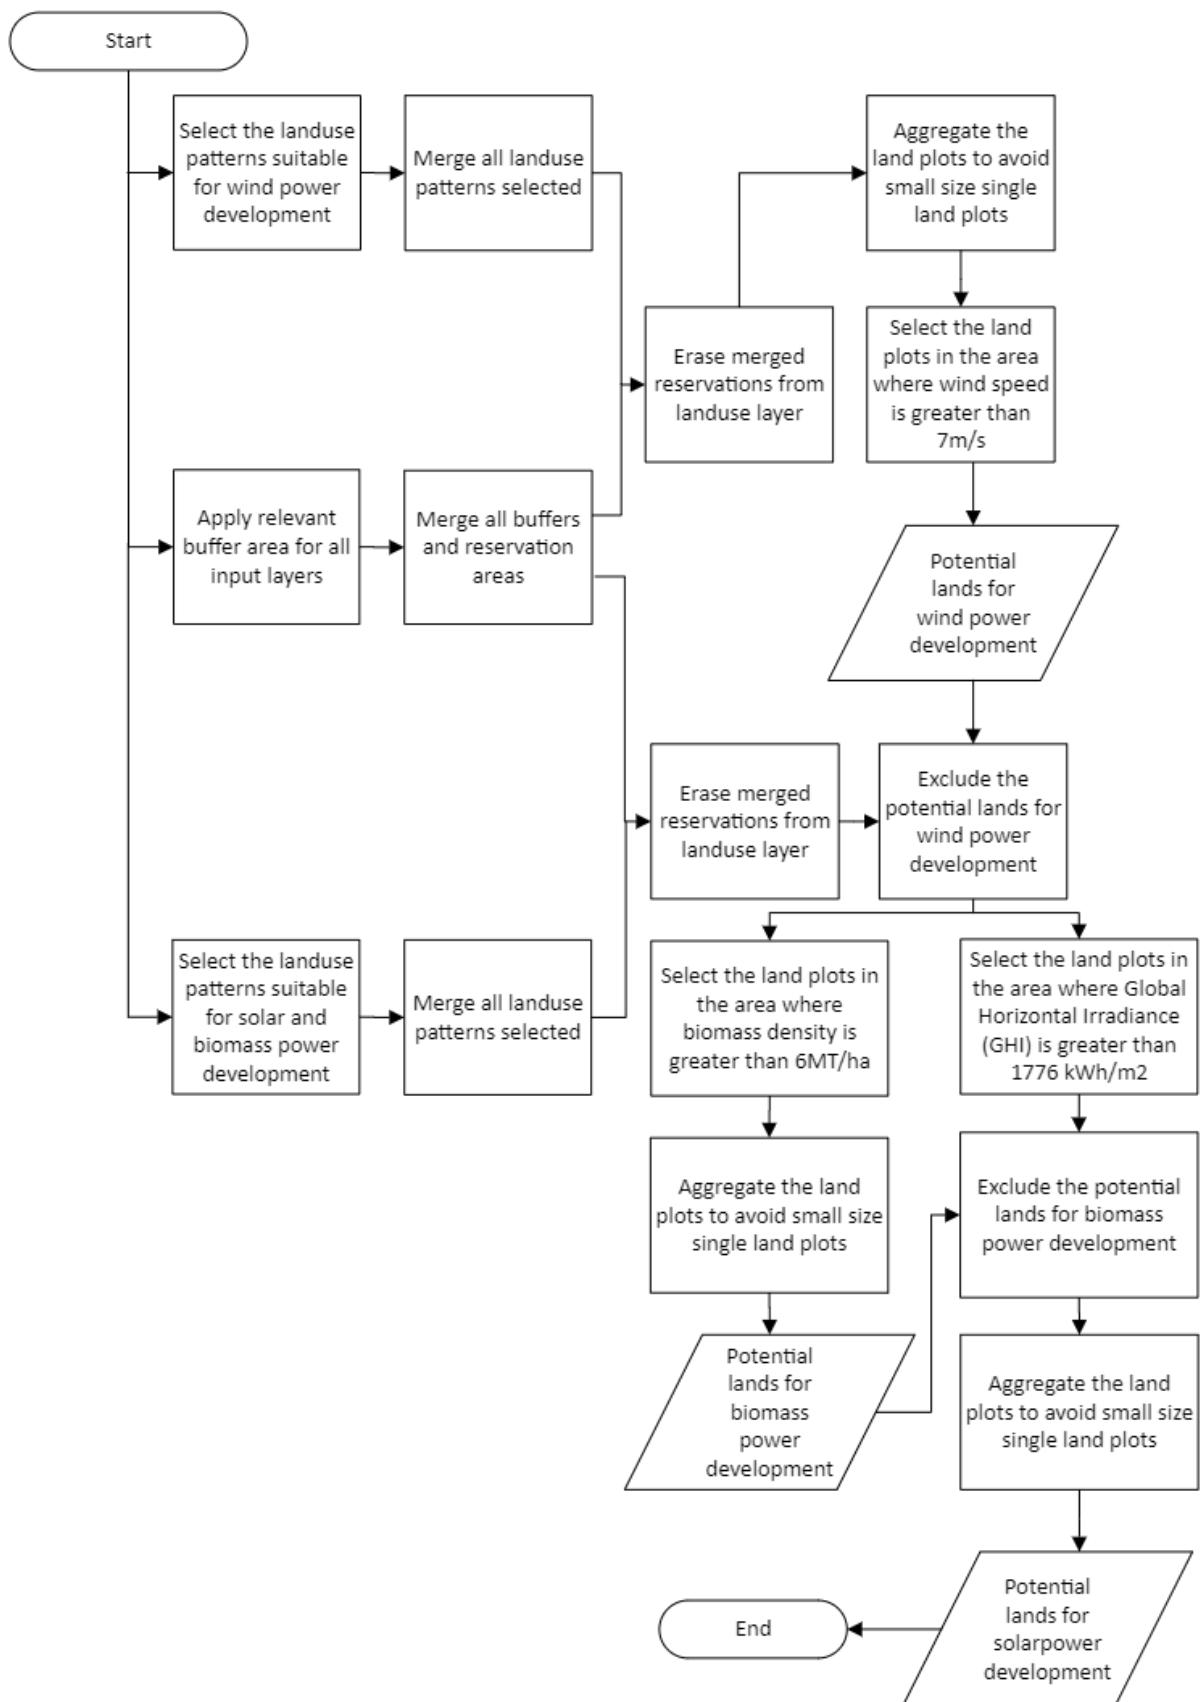 Start
Select the landuse
patterns suitable
for wind power
development
Merge all landuse
patterns selected
Aggregate the
land plots to avoid
small size single
land plots
Erase merged
reservations from
landuse layer
Select the land
plots in the area
where wind speed
is greater than
7m/s
Apply relevant
buffer area for all
input layers
Merge all buffers
and reservation
areas
Potential
lands for
wind power
development
Erase merged
reservations from
landuse layer
Exclude the
potential lands for
wind power
development
Select the landuse
patterns suitable
for solar and
biomass power
development
Merge all landuse
patterns selected
Select the land plots in
the area where
biomass density is
greater than 6MT/ha
Select the land plots in
the area where Global
Horizontal Irradiance
(GHI) is greater than
1776 kWh/m2
Aggregate the land
plots to avoid small size
single land plots
Exclude the potential
lands for biomass
power development
Potential
lands for
biomass
power
development
Aggregate the land
plots to avoid small size
single land plots
Potential
lands for
solarpower
development
End